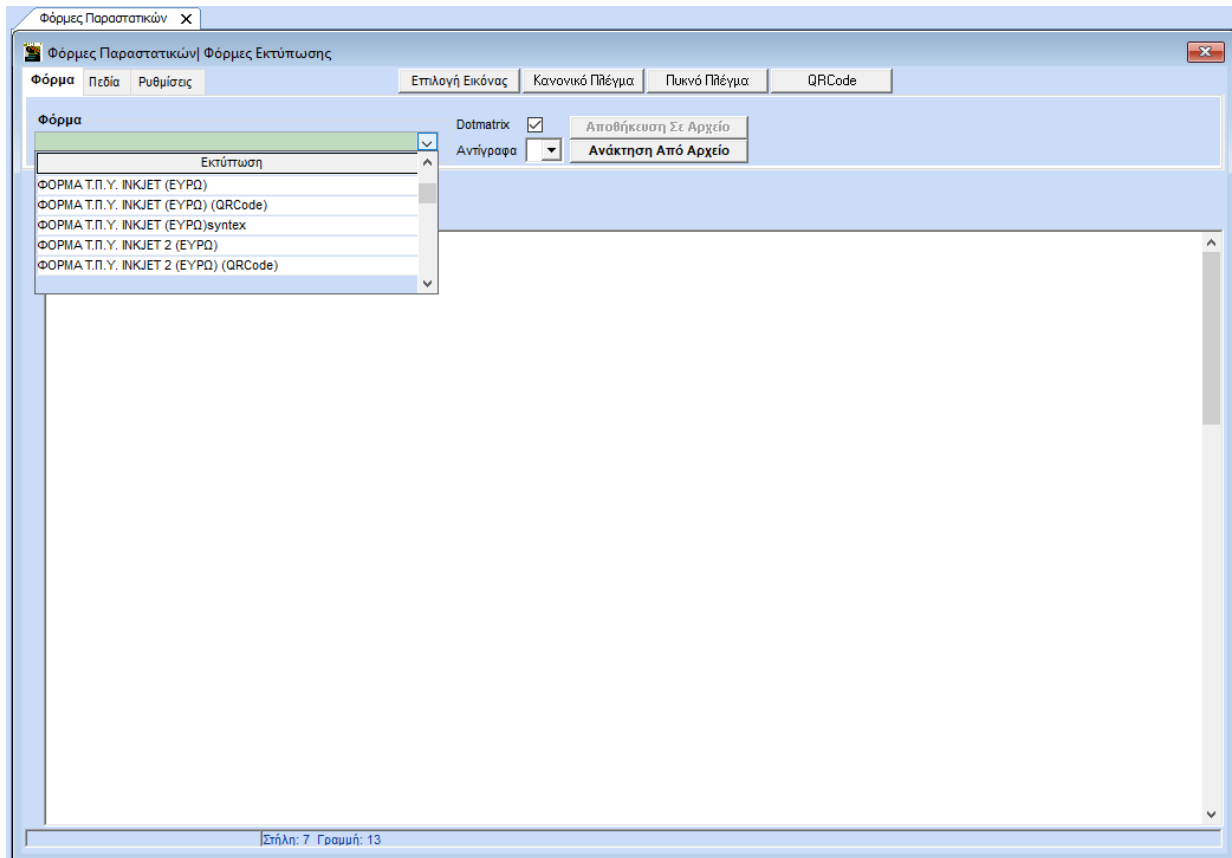 Φόρμες Παραστατικών X
Φόρμες Παραστατικών| Φόρμες Εκτύπωσης
Φόρμα Πεδία Ρυθμίσεις Επιλογή Εικόνας Κανονικό Πλέγμα Πυκνό Πλέγμα QRCode
Φόρμα
Dotmatrix Αποθήκευση Σε Αρχείο
Αντίγραφα Ανάκτηση Από Αρχείο
Εκτύπωση
ΦΟΡΜΑ Τ.Π.Υ. INKJET (ΕΥΡΩ)
ΦΟΡΜΑ Τ.Π.Υ. INKJET (ΕΥΡΩ) (QRCode)
ΦΟΡΜΑ Τ.Π.Υ. INKJET (ΕΥΡΩ)syntex
ΦΟΡΜΑ Τ.Π.Υ. INKJET 2 (ΕΥΡΩ)
ΦΟΡΜΑ Τ.Π.Υ. INKJET 2 (ΕΥΡΩ) (QRCode)
Στήλη: 7 Γραμμή: 13